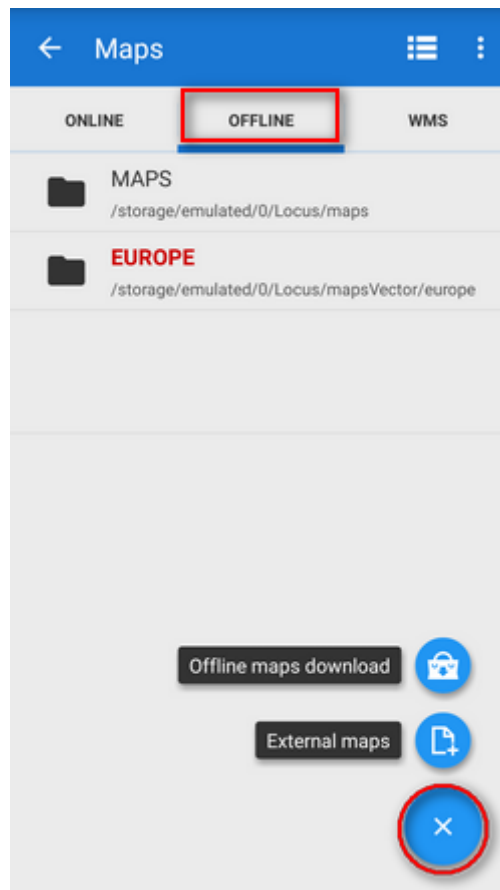 Maps
ONLINE OFFLINE WMS
MAPS
/storage/emulated/0/Locus/maps
EUROPE
/storage/emulated/0/Locus/mapsVector/europe
Offline maps download
External maps